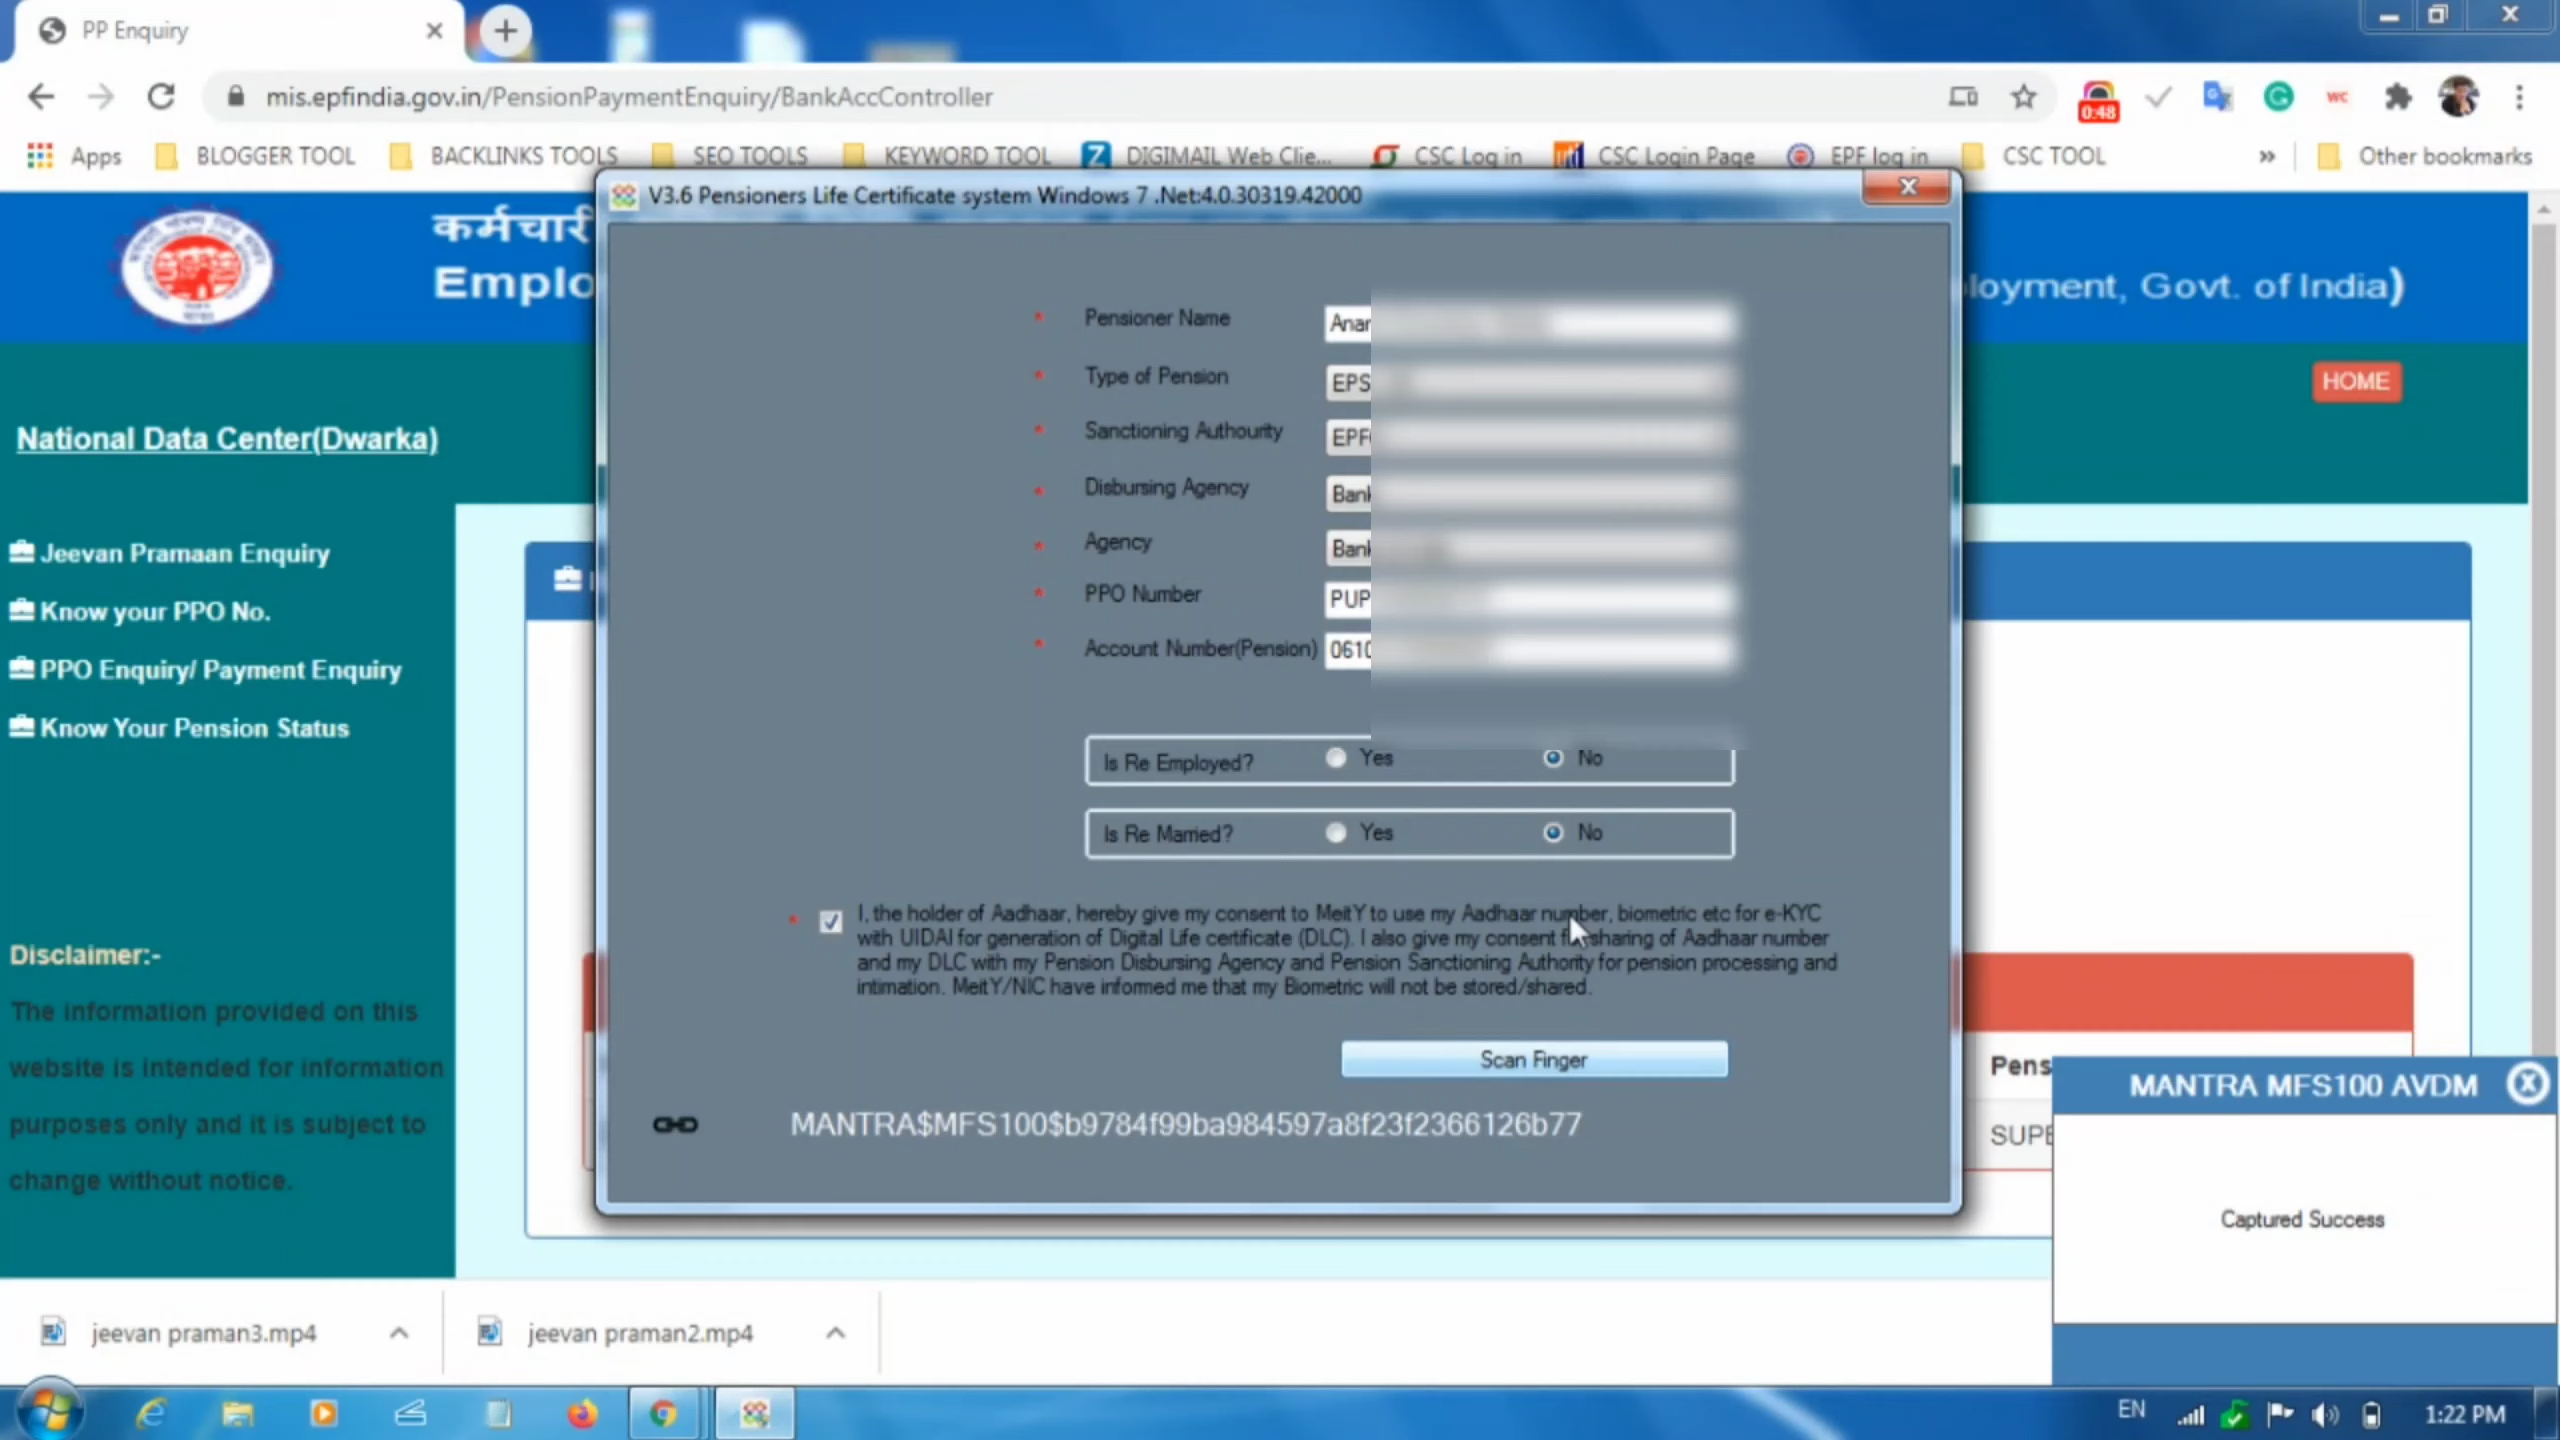 PP Enquiry
mis.epfindia.gov.in/PensionPaymentEnquiry/BankAccController
0:48
WC
Apps
BLOGGER TOOL
BACKLINKS TOOLS
SEO TOOLS
KEYWORD TOOL
DIGIMAIL Web Clie...
CSC Log in
CSC Login Page
EPF log in
CSC TOOL
»
Other bookmarks
V3.6 Pensioners Life Certificate system Windows 7 .Net:4.0.30319.42000
कर्मचारी
Emplo
loyment, Govt. of India)
HOME
National Data Center(Dwarka)
Jeevan Pramaan Enquiry
Know your PPO No.
PPO Enquiry/ Payment Enquiry
Know Your Pension Status
Disclaimer:-
The information provided on this
website is intended for information
purposes only and it is subject to
change without notice.
* Pensioner Name Anar
* Type of Pension EPS
* Sanctioning Authourity EPF
* Disbursing Agency Bank
* Agency Bank
* PPO Number PUP
* Account Number(Pension) 0610
Is Re Employed? Yes No
Is Re Married? Yes No
* I, the holder of Aadhaar, hereby give my consent to MeitY to use my Aadhaar number, biometric etc for e-KYC
with UIDAI for generation of Digital Life certificate (DLC). I also give my consent sharing of Aadhaar number
and my DLC with my Pension Disbursing Agency and Pension Sanctioning Authority for pension processing and
intimation. MeitY/NIC have informed me that my Biometric will not be stored/shared.
Scan Finger
MANTRA$MFS100$b9784f99ba984597a8f23f2366126b77
Pens
SUPE
MANTRA MFS100 AVDM
Captured Success
jeevan praman3.mp4
jeevan praman2.mp4
EN
1:22 PM